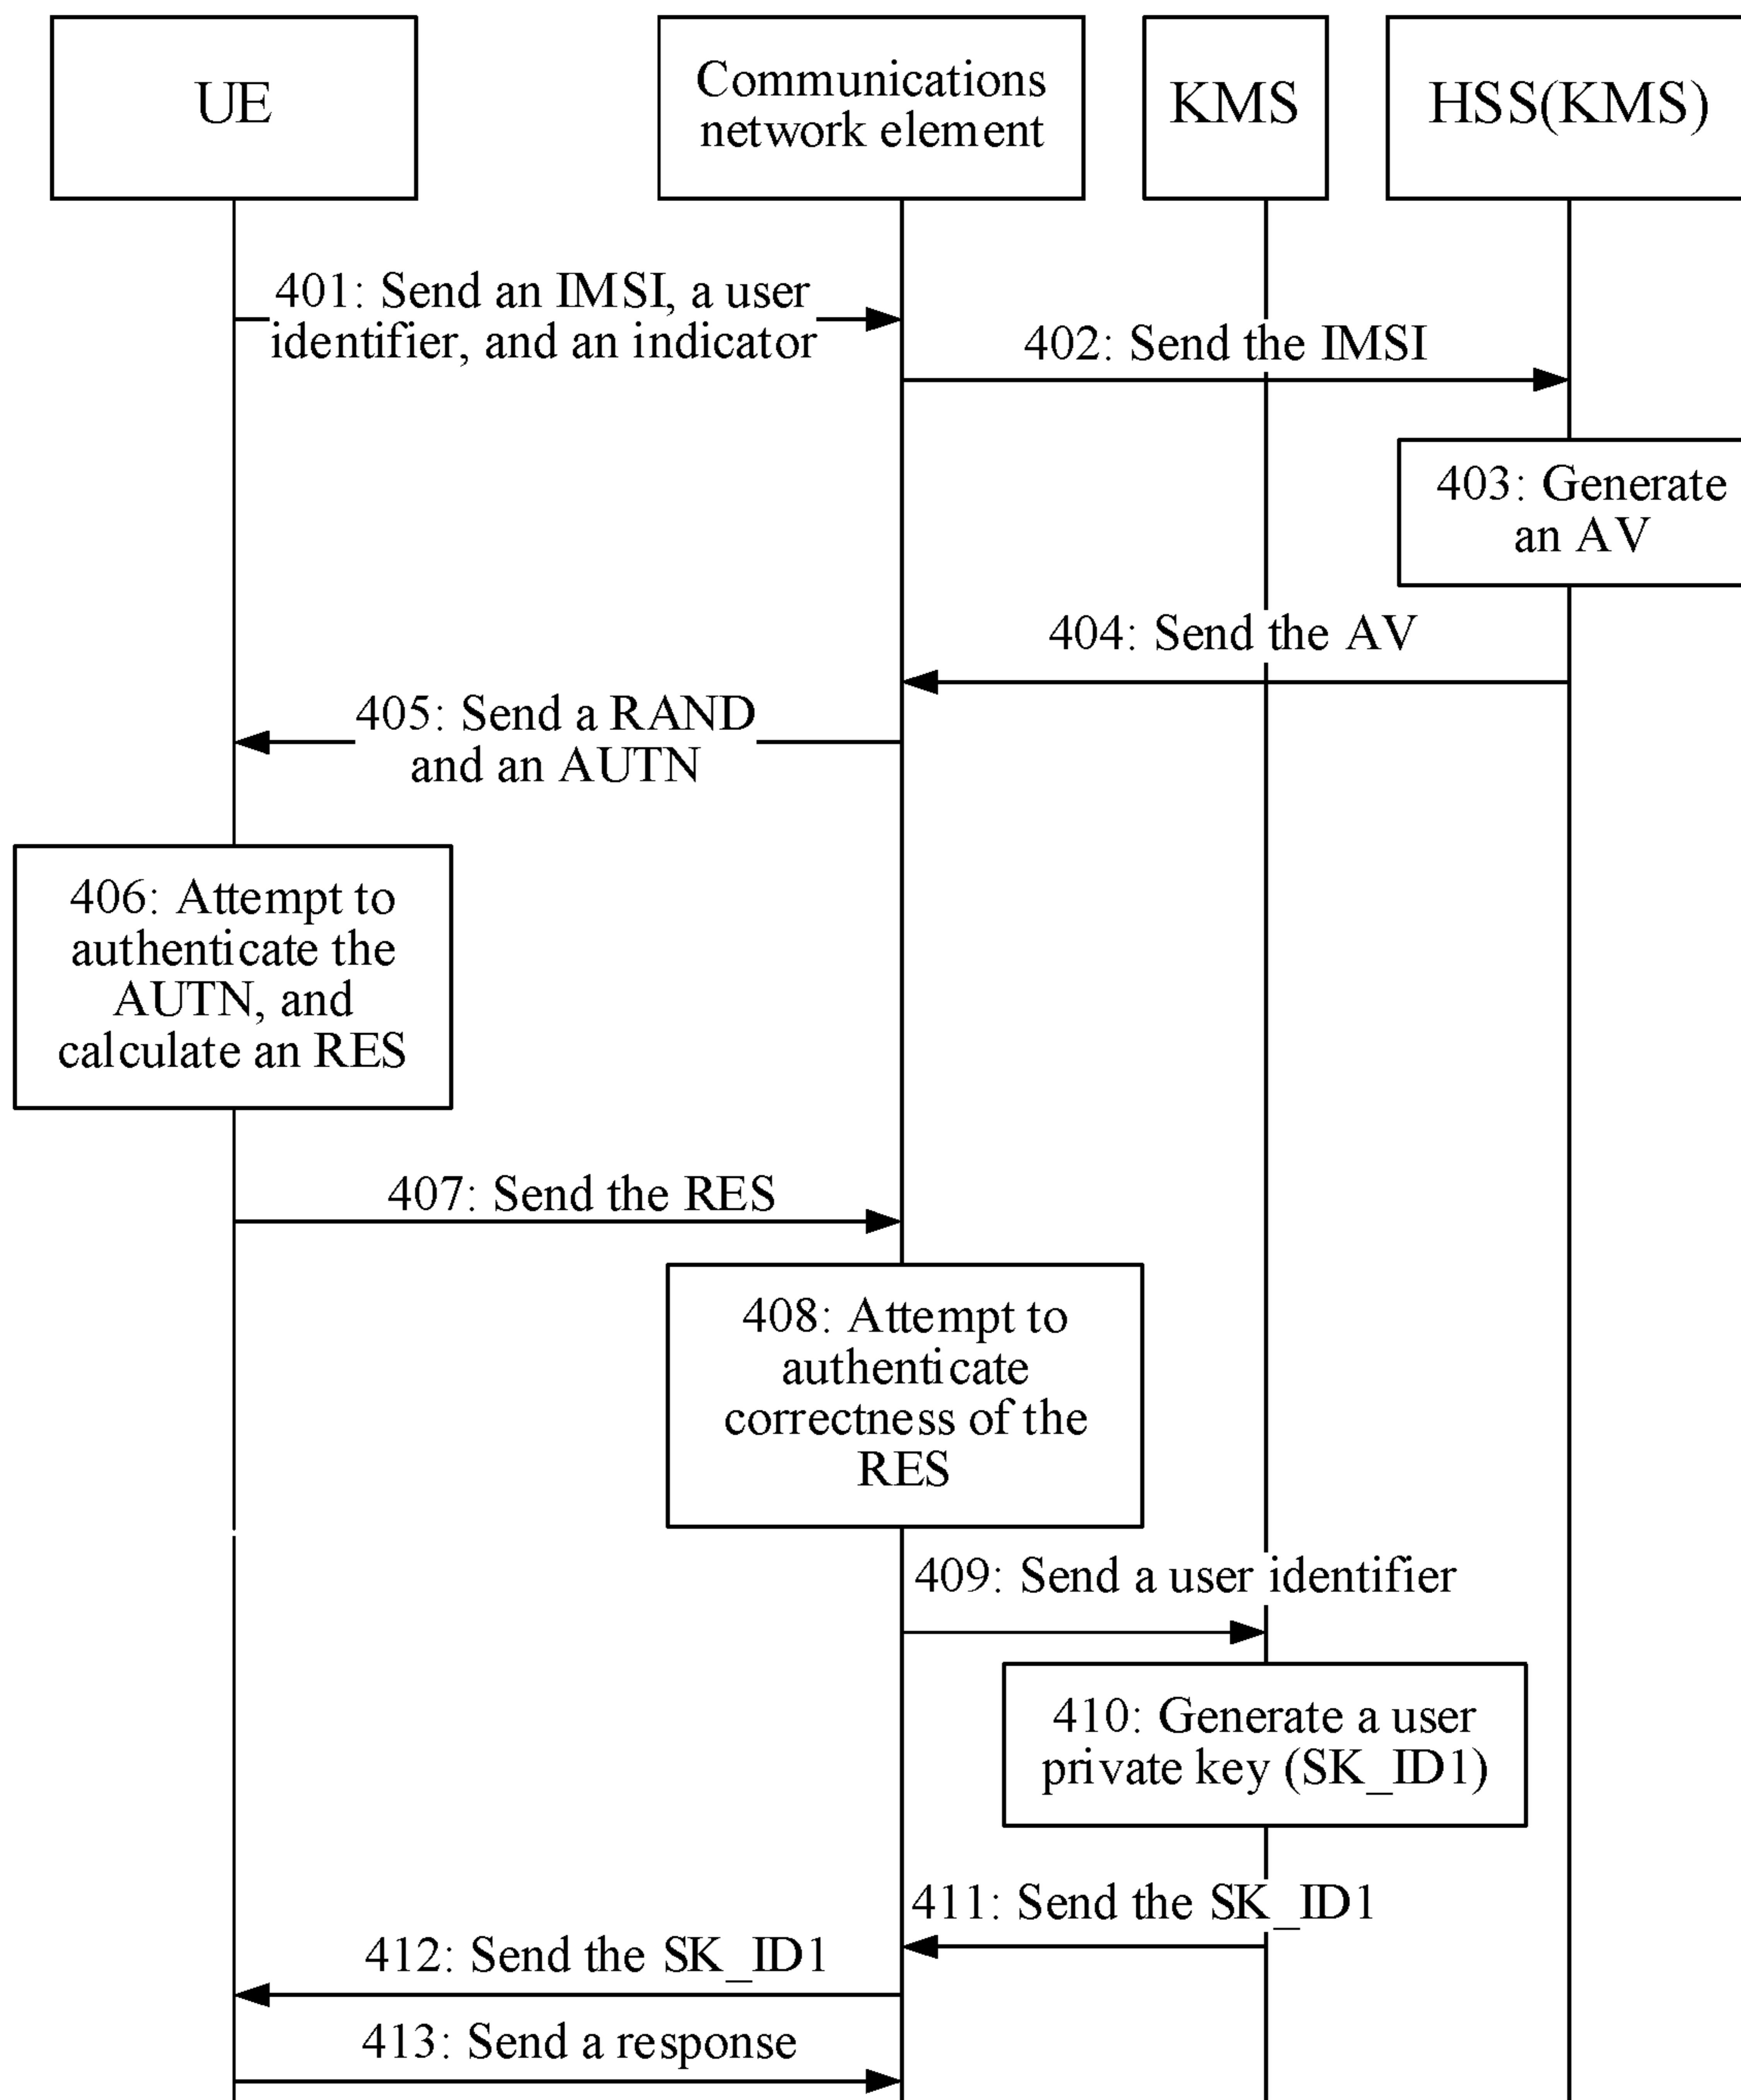 UE
Communications
network element
KMS
HSS(KMS)
401: Send an IMSI, a user
identifier, and an indicator
402: Send the IMSI
403: Generate
an AV
404: Send the AV
405: Send a RAND
and an AUTN
406: Attempt to
authenticate the
AUTN, and
calculate an RES
407: Send the RES
408: Attempt to
authenticate
correctness of the
RES
409: Send a user identifier
410: Generate a user
private key (SK_ID1)
411: Send the SK_ID1
412: Send the SK_ID1
413: Send a response